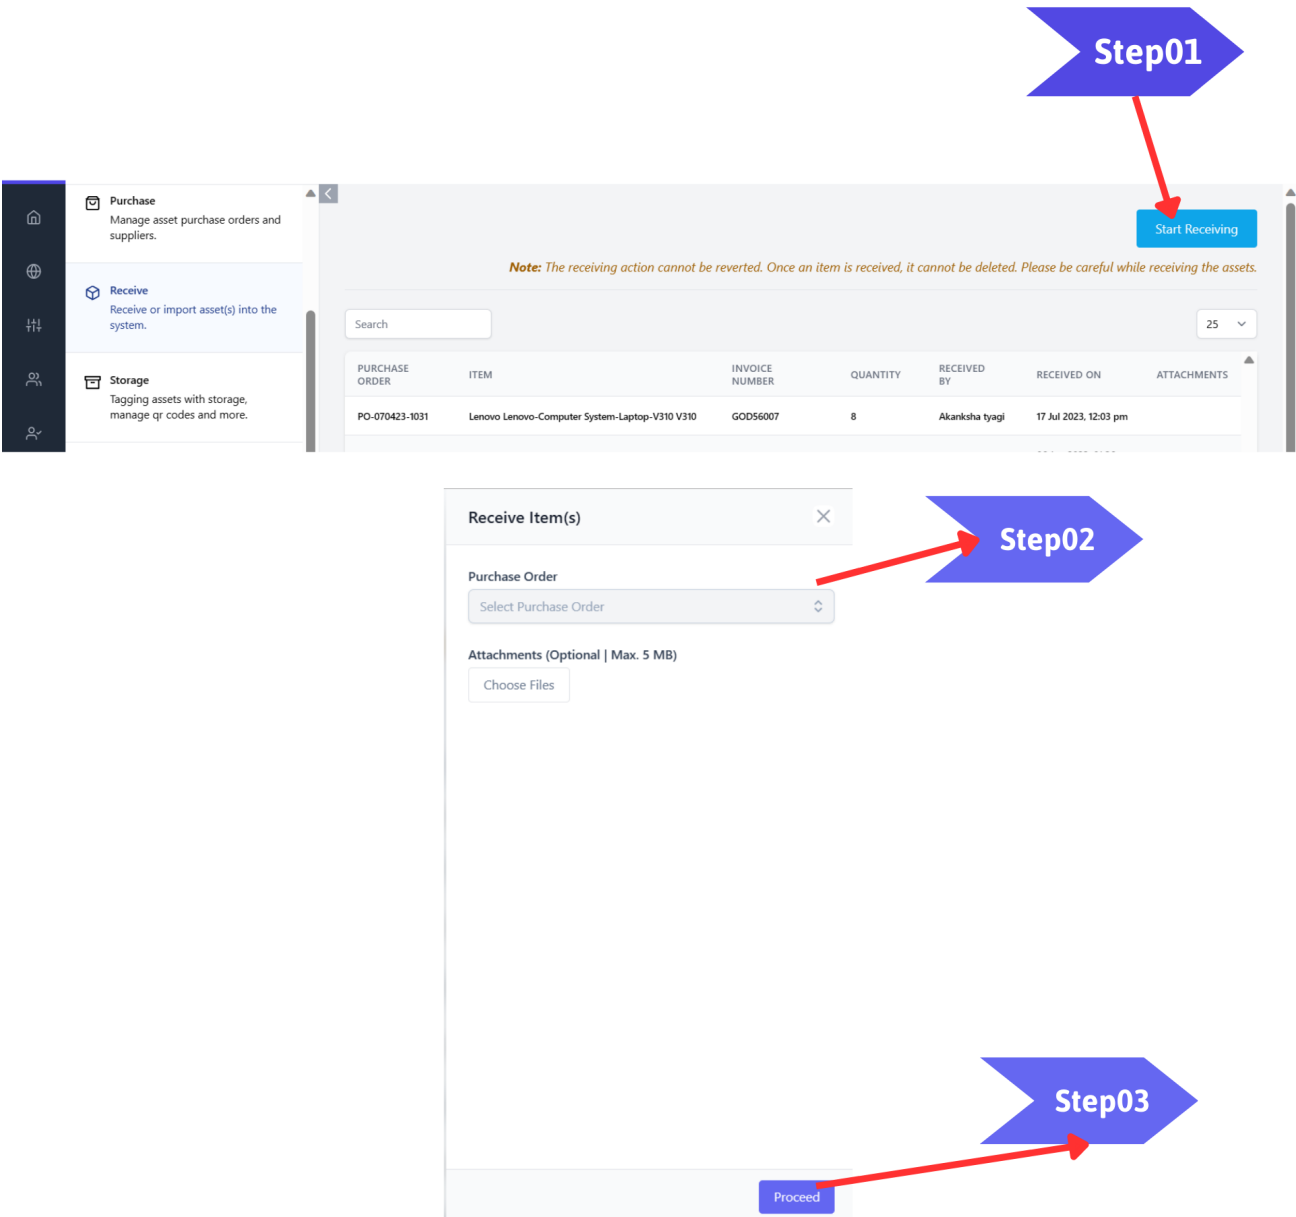 Step01
Purchase
Manage asset purchase orders and
suppliers.
Start Receiving
Note: The receiving action cannot be reverted. Once an item is received, it cannot be deleted. Please be careful while receiving the assets.
Receive
Receive or import asset(s) into the
system.
Search
25
Storage
Tagging assets with storage,
manage qr codes and more.
PURCHASE
ORDER
ITEM
INVOICE
NUMBER
QUANTITY
RECEIVED
BY
RECEIVED ON
ATTACHMENTS
PO-070423-1031
Lenovo Lenovo-Computer System-Laptop-V310 V310
GOD56007
8
Akanksha tyagi
17 Jul 2023, 12:03 pm
Receive Item(s)
Step02
Purchase Order
Select Purchase Order
Attachments (Optional | Max. 5 MB)
Choose Files
Step03
Proceed